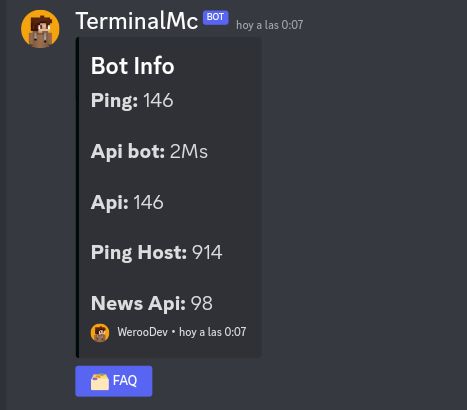 TerminalMc BOT hoy a las 0:07
Bot Info
Ping: 146
Api bot: 2Ms
Api: 146
Ping Host: 914
News Api: 98
WerooDev • hoy a las 0:07
FAQ